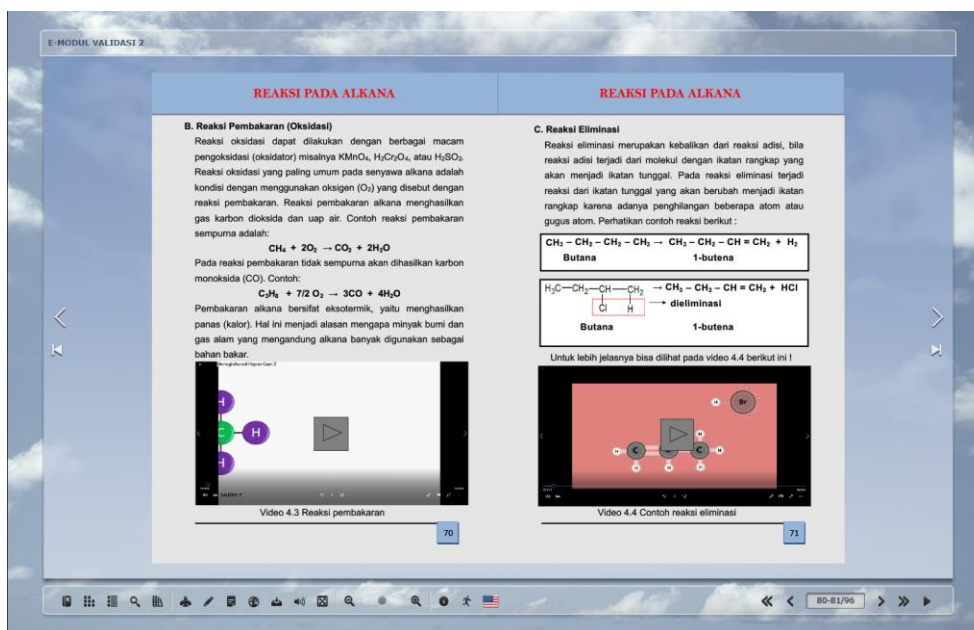 E-MODUL VALIDASI 2
REAKSI PADA ALKANA
B. Reaksi Pembakaran (Oksidasi)
Reaksi oksidasi dapat dilakukan dengan berbagai macam
pengoksidasi (oksidator) misalnya KMnO₄, H₂Cr₂O₄, atau H₂SO₃.
Reaksi oksidasi yang paling umum pada senyawa alkana adalah
kondisi dengan menggunakan oksigen (O₂) yang disebut dengan
reaksi pembakaran. Reaksi pembakaran alkana menghasilkan
gas karbon dioksida dan uap air. Contoh reaksi pembakaran
sempurna adalah:
CH₄ + 2O₂ → CO₂ + 2H₂O
Pada reaksi pembakaran tidak sempurna akan dihasilkan karbon
monoksida (CO). Contoh:
C₃H₈ + 7/2 O₂ → 3CO + 4H₂O
Pembakaran alkana bersifat eksotermik, yaitu menghasilkan
panas (kalor). Hal ini menjadi alasan mengapa minyak bumi dan
gas alam yang mengandung alkana banyak digunakan sebagai
bahan bakar.
H
C H
H
Video 4.3 Reaksi pembakaran
70
REAKSI PADA ALKANA
C. Reaksi Eliminasi
Reaksi eliminasi merupakan kebalikan dari reaksi adisi, bila
reaksi adisi terjadi dari molekul dengan ikatan rangkap yang
akan menjadi ikatan tunggal. Pada reaksi eliminasi terjadi
reaksi dari ikatan tunggal yang akan berubah menjadi ikatan
rangkap karena adanya penghilangan beberapa atom atau
gugus atom. Perhatikan contoh reaksi berikut :
CH₃ – CH₂ – CH₂ – CH₃ → CH₃ – CH₂ – CH = CH₂ + H₂
Butana 1-butena
H₃C—CH₂—CH—CH₂ → CH₃ – CH₂ – CH = CH₂ + HCl
Cl H → dieliminasi
Butana 1-butena
Untuk lebih jelasnya bisa dilihat pada video 4.4 berikut ini !
H Br
H
H C C H
H H H
Video 4.4 Contoh reaksi eliminasi
71
80-81/96